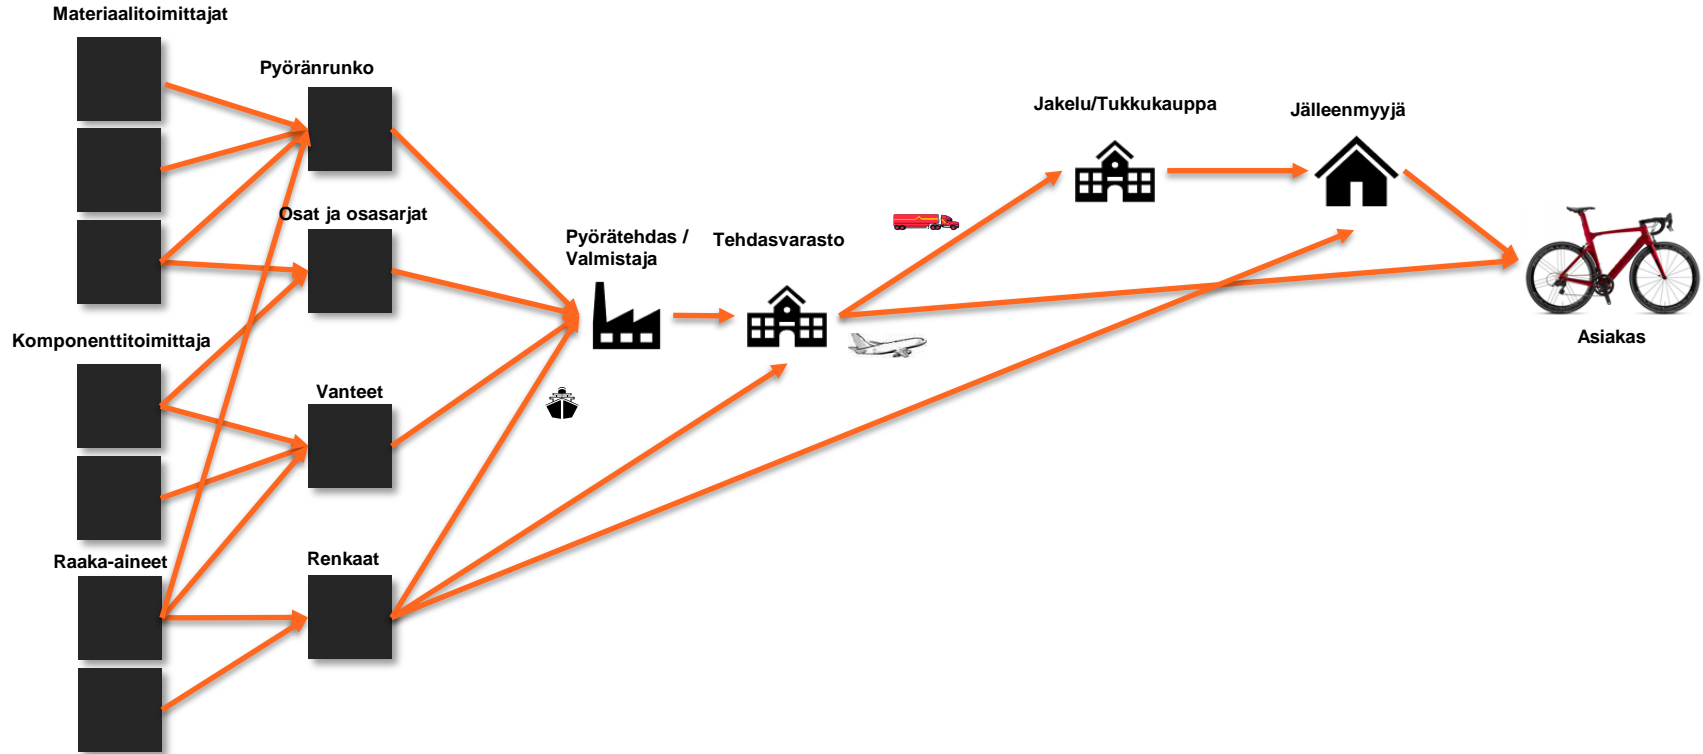 Materiaalitoimittajat
Pyöränrunko
Osat ja osasarjat
Komponenttitoimittaja
Vanteet
Raaka-aineet
Renkaat
Pyörätehdas /
Valmistaja
Tehdasvarasto
Jakelu/Tukkukauppa
Jälleenmyyjä
Asiakas